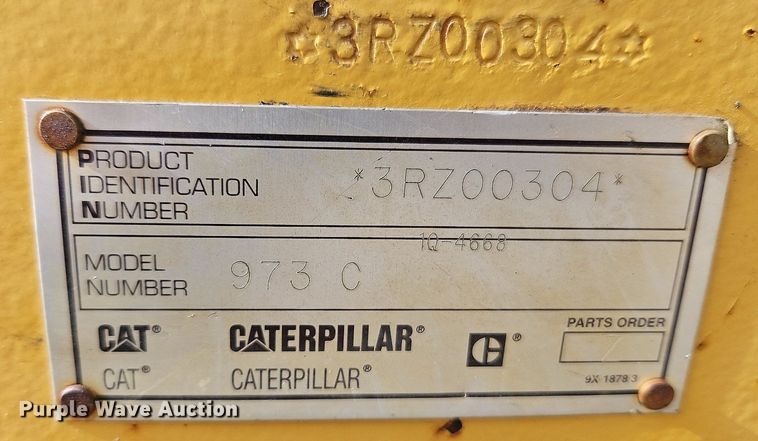 ☆3RZ00304☆
PRODUCT
IDENTIFICATION *3RZ00304*
NUMBER
1Q-4668
MODEL
NUMBER 973 C
PARTS ORDER
CAT® CATERPILLAR® C®
CAT® CATERPILLAR®
9X 1878 3
Purple Wave Auction